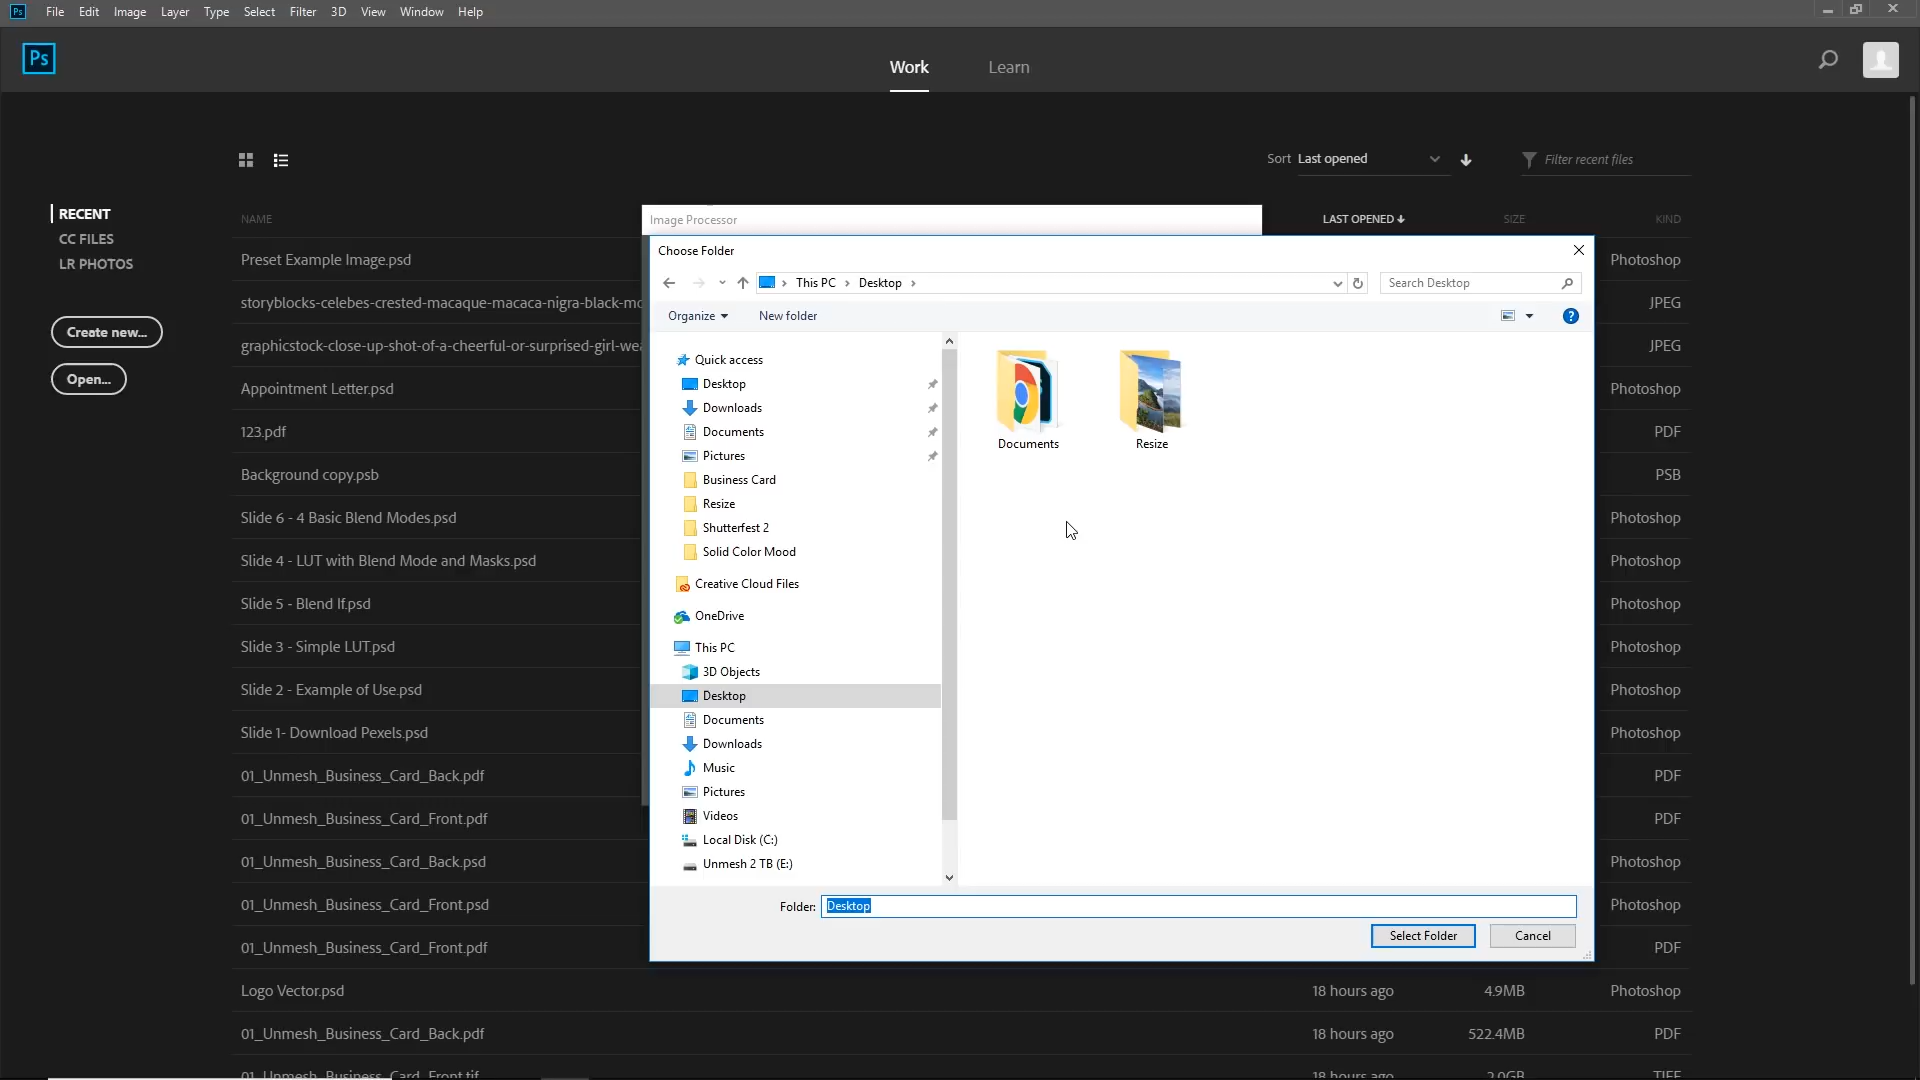 Ps File Edit Image Layer Type Select Filter 3D View Window Help
Ps
Work Learn
Sort Last opened Filter recent files
RECENT
CC FILES
LR PHOTOS
Create new...
Open...
NAME LAST OPENED SIZE KIND
Preset Example Image.psd Photoshop
storyblocks-celebes-crested-macaque-macaca-nigra-black-mo JPEG
graphicstock-close-up-shot-of-a-cheerful-or-surprised-girl-wea JPEG
Appointment Letter.psd Photoshop
123.pdf PDF
Background copy.psb PSB
Slide 6 - 4 Basic Blend Modes.psd Photoshop
Slide 4 - LUT with Blend Mode and Masks.psd Photoshop
Slide 5 - Blend If.psd Photoshop
Slide 3 - Simple LUT.psd Photoshop
Slide 2 - Example of Use.psd Photoshop
Slide 1- Download Pexels.psd Photoshop
01_Unmesh_Business_Card_Back.pdf PDF
01_Unmesh_Business_Card_Front.pdf PDF
01_Unmesh_Business_Card_Back.psd Photoshop
01_Unmesh_Business_Card_Front.psd Photoshop
01_Unmesh_Business_Card_Front.pdf PDF
Logo Vector.psd 18 hours ago 4.9MB Photoshop
01_Unmesh_Business_Card_Back.pdf 18 hours ago 522.4MB PDF
01_Unmesh_Business_Card_Front.tif 18 hours ago 2.0GB TIFF
Image Processor
Choose Folder
This PC Desktop
Search Desktop
Organize New folder
Quick access
Desktop
Downloads
Documents
Pictures
Business Card
Resize
Shutterfest 2
Solid Color Mood
Creative Cloud Files
OneDrive
This PC
3D Objects
Desktop
Documents
Downloads
Music
Pictures
Videos
Local Disk (C:)
Unmesh 2 TB (E:)
Documents Resize
Folder: Desktop
Select Folder Cancel